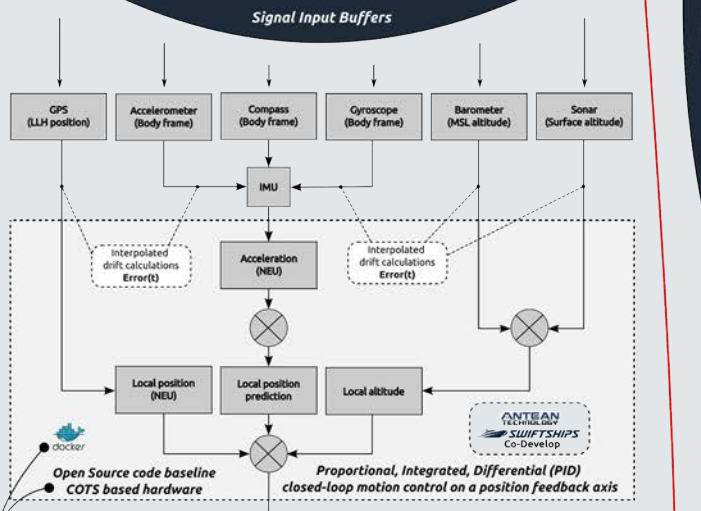 Signal Input Buffers
GPS
(LLH position)
Accelerometer
(Body frame)
Compass
(Body frame)
Gyroscope
(Body frame)
Barometer
(MSL altitude)
Sonar
(Surface altitude)
IMU
Interpolated
drift calculations
Error(t)
Acceleration
(NEU)
Interpolated
drift calculations
Error(t)
Local position
(NEU)
Local position
prediction
Local altitude
docker
ANTEAN
TECHNOLOGY
SWIFTSHIPS
Co-Develop
Open Source code baseline
COTS based hardware
Proportional, Integrated, Differential (PID)
closed-loop motion control on a position feedback axis